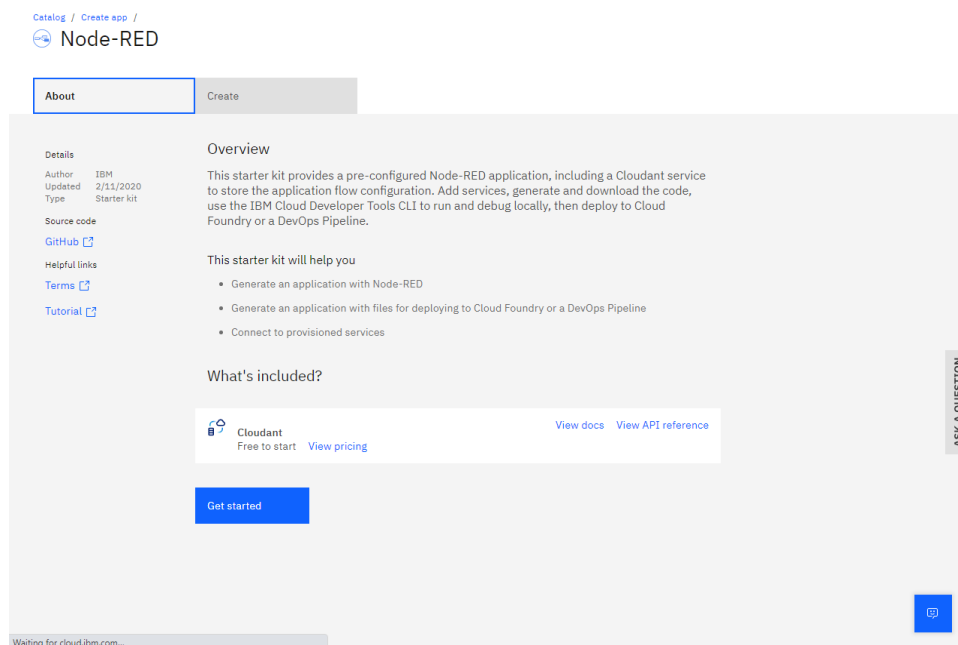 Catalog / Create app /
Node-RED
About
Create
Details
Author IBM
Updated 2/11/2020
Type Starter kit
Source code
GitHub
Helpful links
Terms
Tutorial
Overview
This starter kit provides a pre-configured Node-RED application, including a Cloudant service
to store the application flow configuration. Add services, generate and download the code,
use the IBM Cloud Developer Tools CLI to run and debug locally, then deploy to Cloud
Foundry or a DevOps Pipeline.
This starter kit will help you
• Generate an application with Node-RED
• Generate an application with files for deploying to Cloud Foundry or a DevOps Pipeline
• Connect to provisioned services
What's included?
Cloudant
Free to start View pricing
View docs View API reference
Get started
ASK A QUESTION
Waiting for cloud.ibm.com...